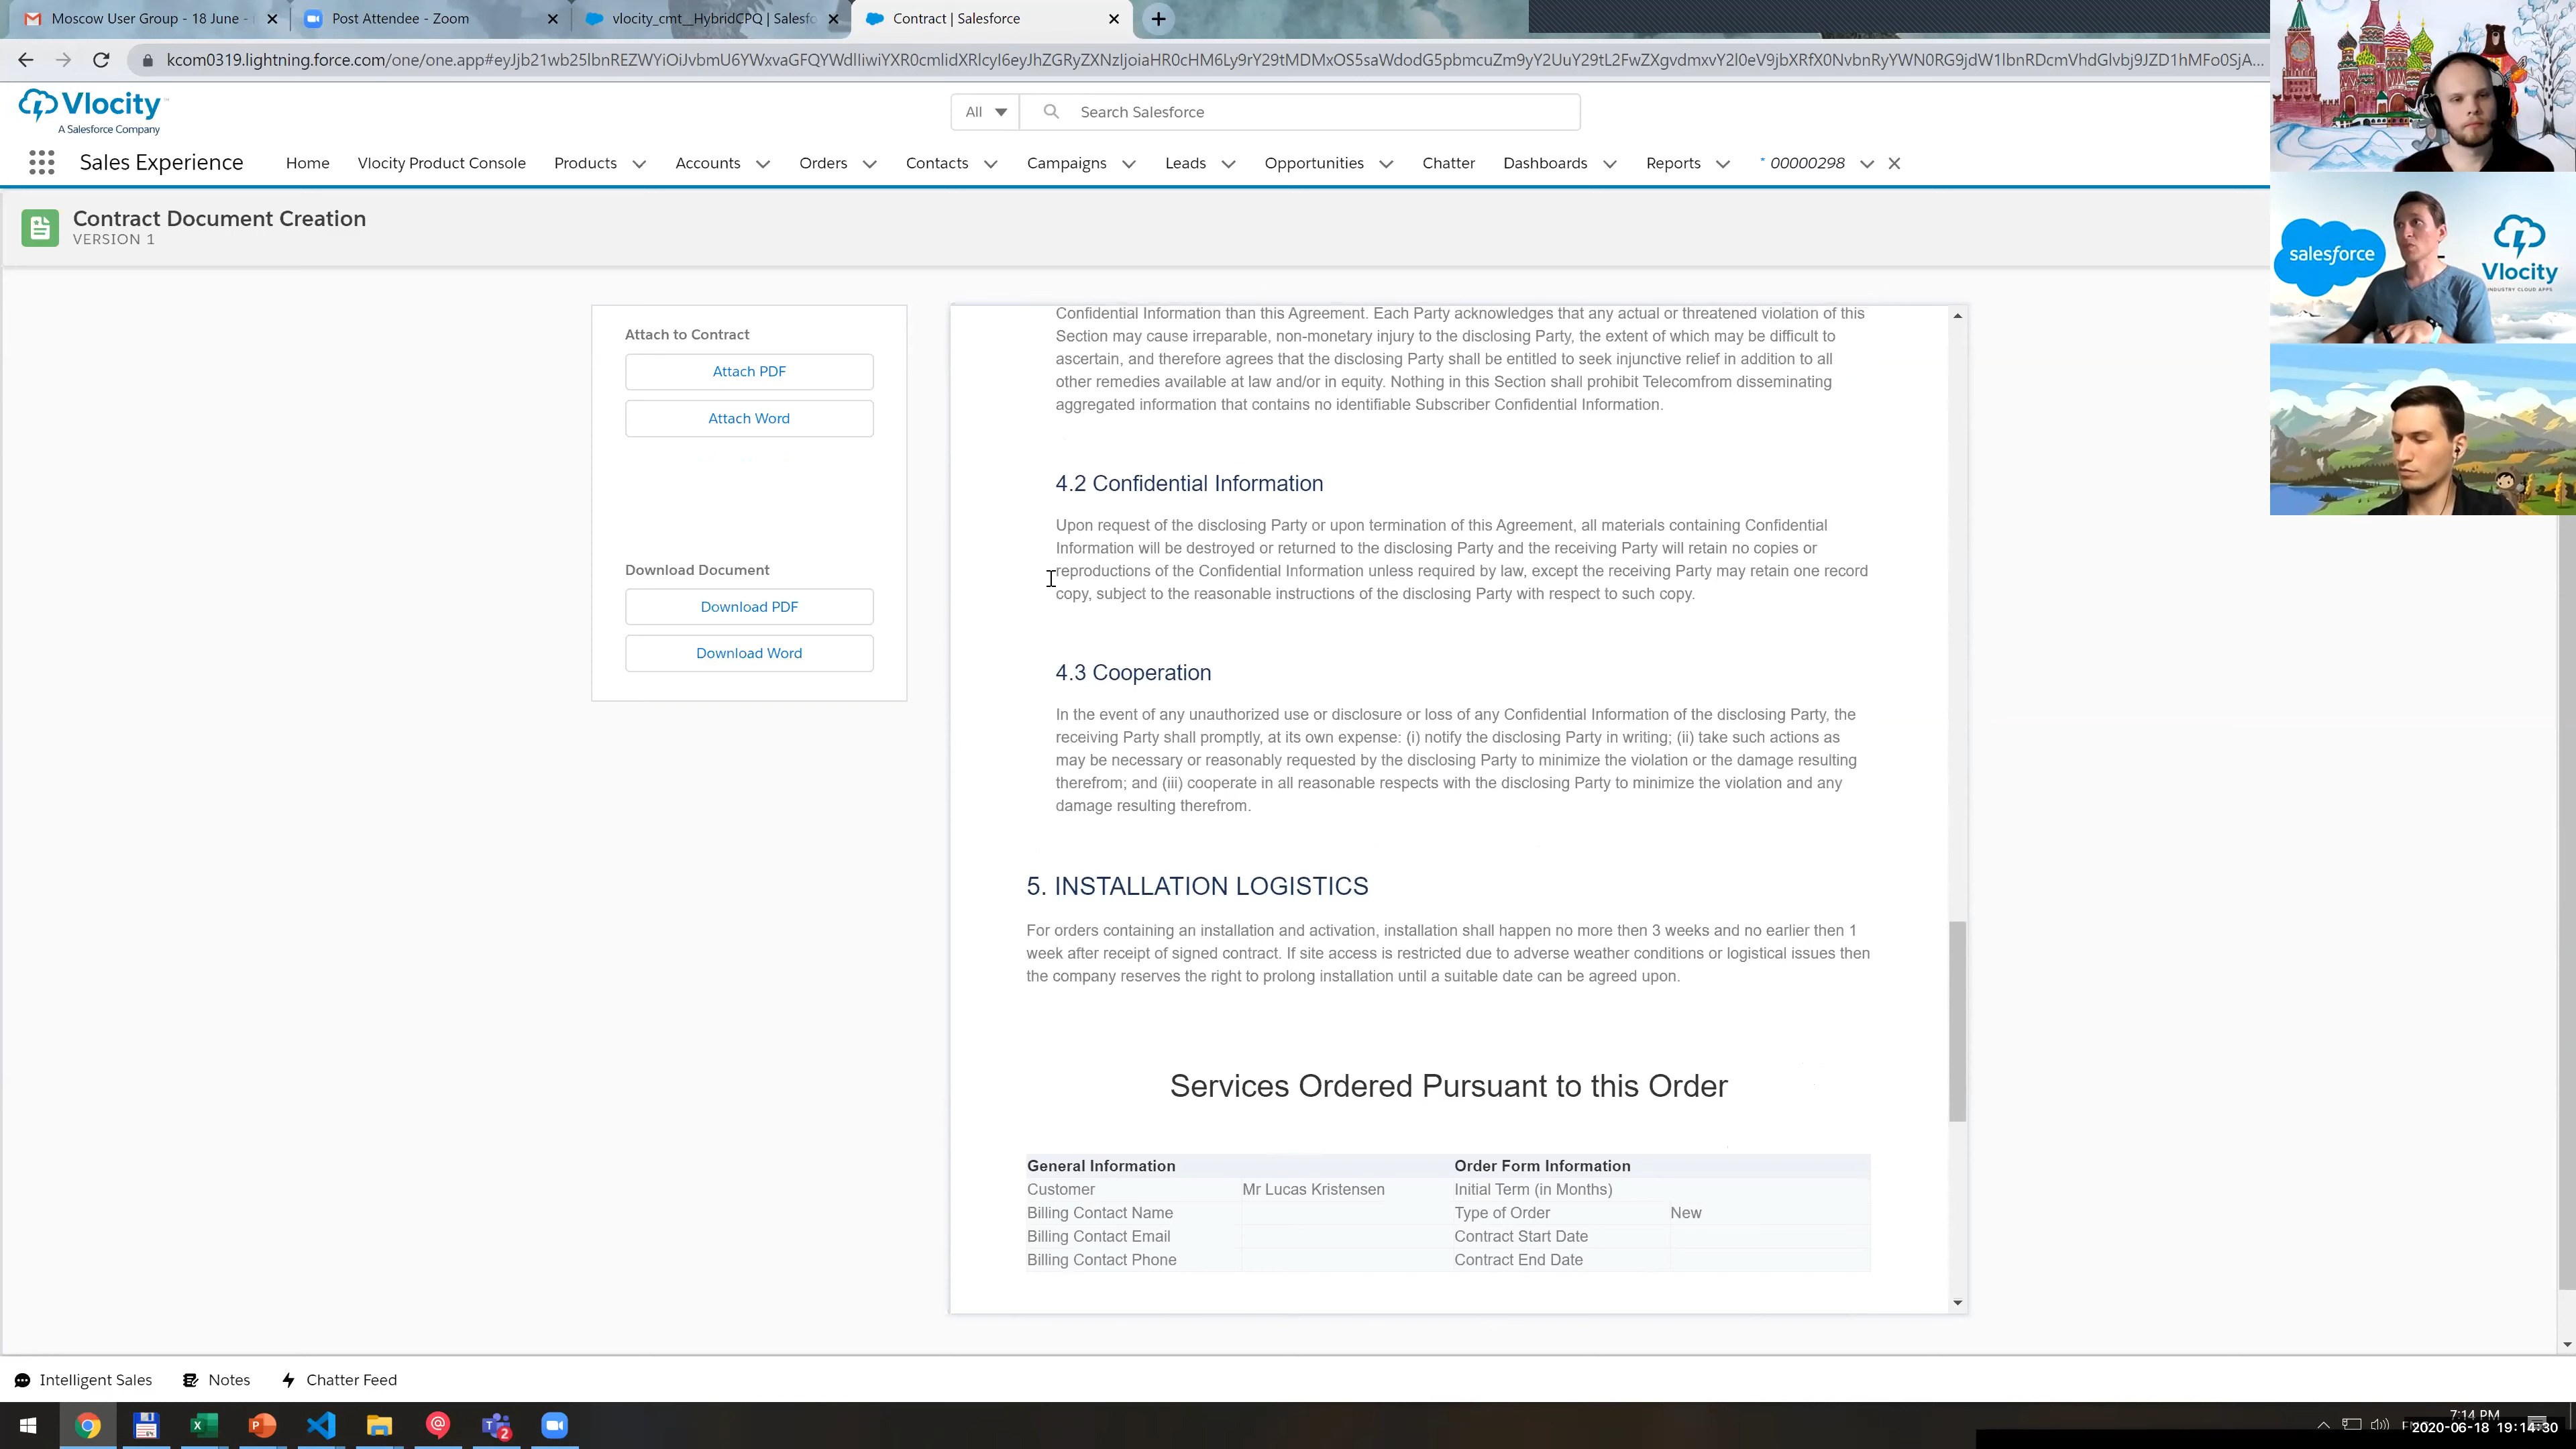 Moscow User Group - 18 June -
Post Attendee - Zoom
vlocity_cmt__HybridCPQ | Salesfo
Contract | Salesforce
Vlocity
A Salesforce Company
All
Search Salesforce
Sales Experience
Home
Vlocity Product Console
Products
Accounts
Orders
Contacts
Campaigns
Leads
Opportunities
Chatter
Dashboards
Reports
* 00000298
Contract Document Creation
VERSION 1
salesforce
Vlocity
INDUSTRY CLOUD APPS
Attach to Contract
Attach PDF
Attach Word
Download Document
Download PDF
Download Word
Confidential Information than this Agreement. Each Party acknowledges that any actual or threatened violation of this
Section may cause irreparable, non-monetary injury to the disclosing Party, the extent of which may be difficult to
ascertain, and therefore agrees that the disclosing Party shall be entitled to seek injunctive relief in addition to all
other remedies available at law and/or in equity. Nothing in this Section shall prohibit Telecomfrom disseminating
aggregated information that contains no identifiable Subscriber Confidential Information.
4.2 Confidential Information
Upon request of the disclosing Party or upon termination of this Agreement, all materials containing Confidential
Information will be destroyed or returned to the disclosing Party and the receiving Party will retain no copies or
reproductions of the Confidential Information unless required by law, except the receiving Party may retain one record
copy, subject to the reasonable instructions of the disclosing Party with respect to such copy.
4.3 Cooperation
In the event of any unauthorized use or disclosure or loss of any Confidential Information of the disclosing Party, the
receiving Party shall promptly, at its own expense: (i) notify the disclosing Party in writing; (ii) take such actions as
may be necessary or reasonably requested by the disclosing Party to minimize the violation or the damage resulting
therefrom; and (iii) cooperate in all reasonable respects with the disclosing Party to minimize the violation and any
damage resulting therefrom.
5. INSTALLATION LOGISTICS
For orders containing an installation and activation, installation shall happen no more then 3 weeks and no earlier then 1
week after receipt of signed contract. If site access is restricted due to adverse weather conditions or logistical issues then
the company reserves the right to prolong installation until a suitable date can be agreed upon.
Services Ordered Pursuant to this Order
General Information Order Form Information
Customer Mr Lucas Kristensen Initial Term (in Months)
Billing Contact Name Type of Order New
Billing Contact Email Contract Start Date
Billing Contact Phone Contract End Date
Intelligent Sales
Notes
Chatter Feed
7:14 PM
2020-06-18 19:14:30